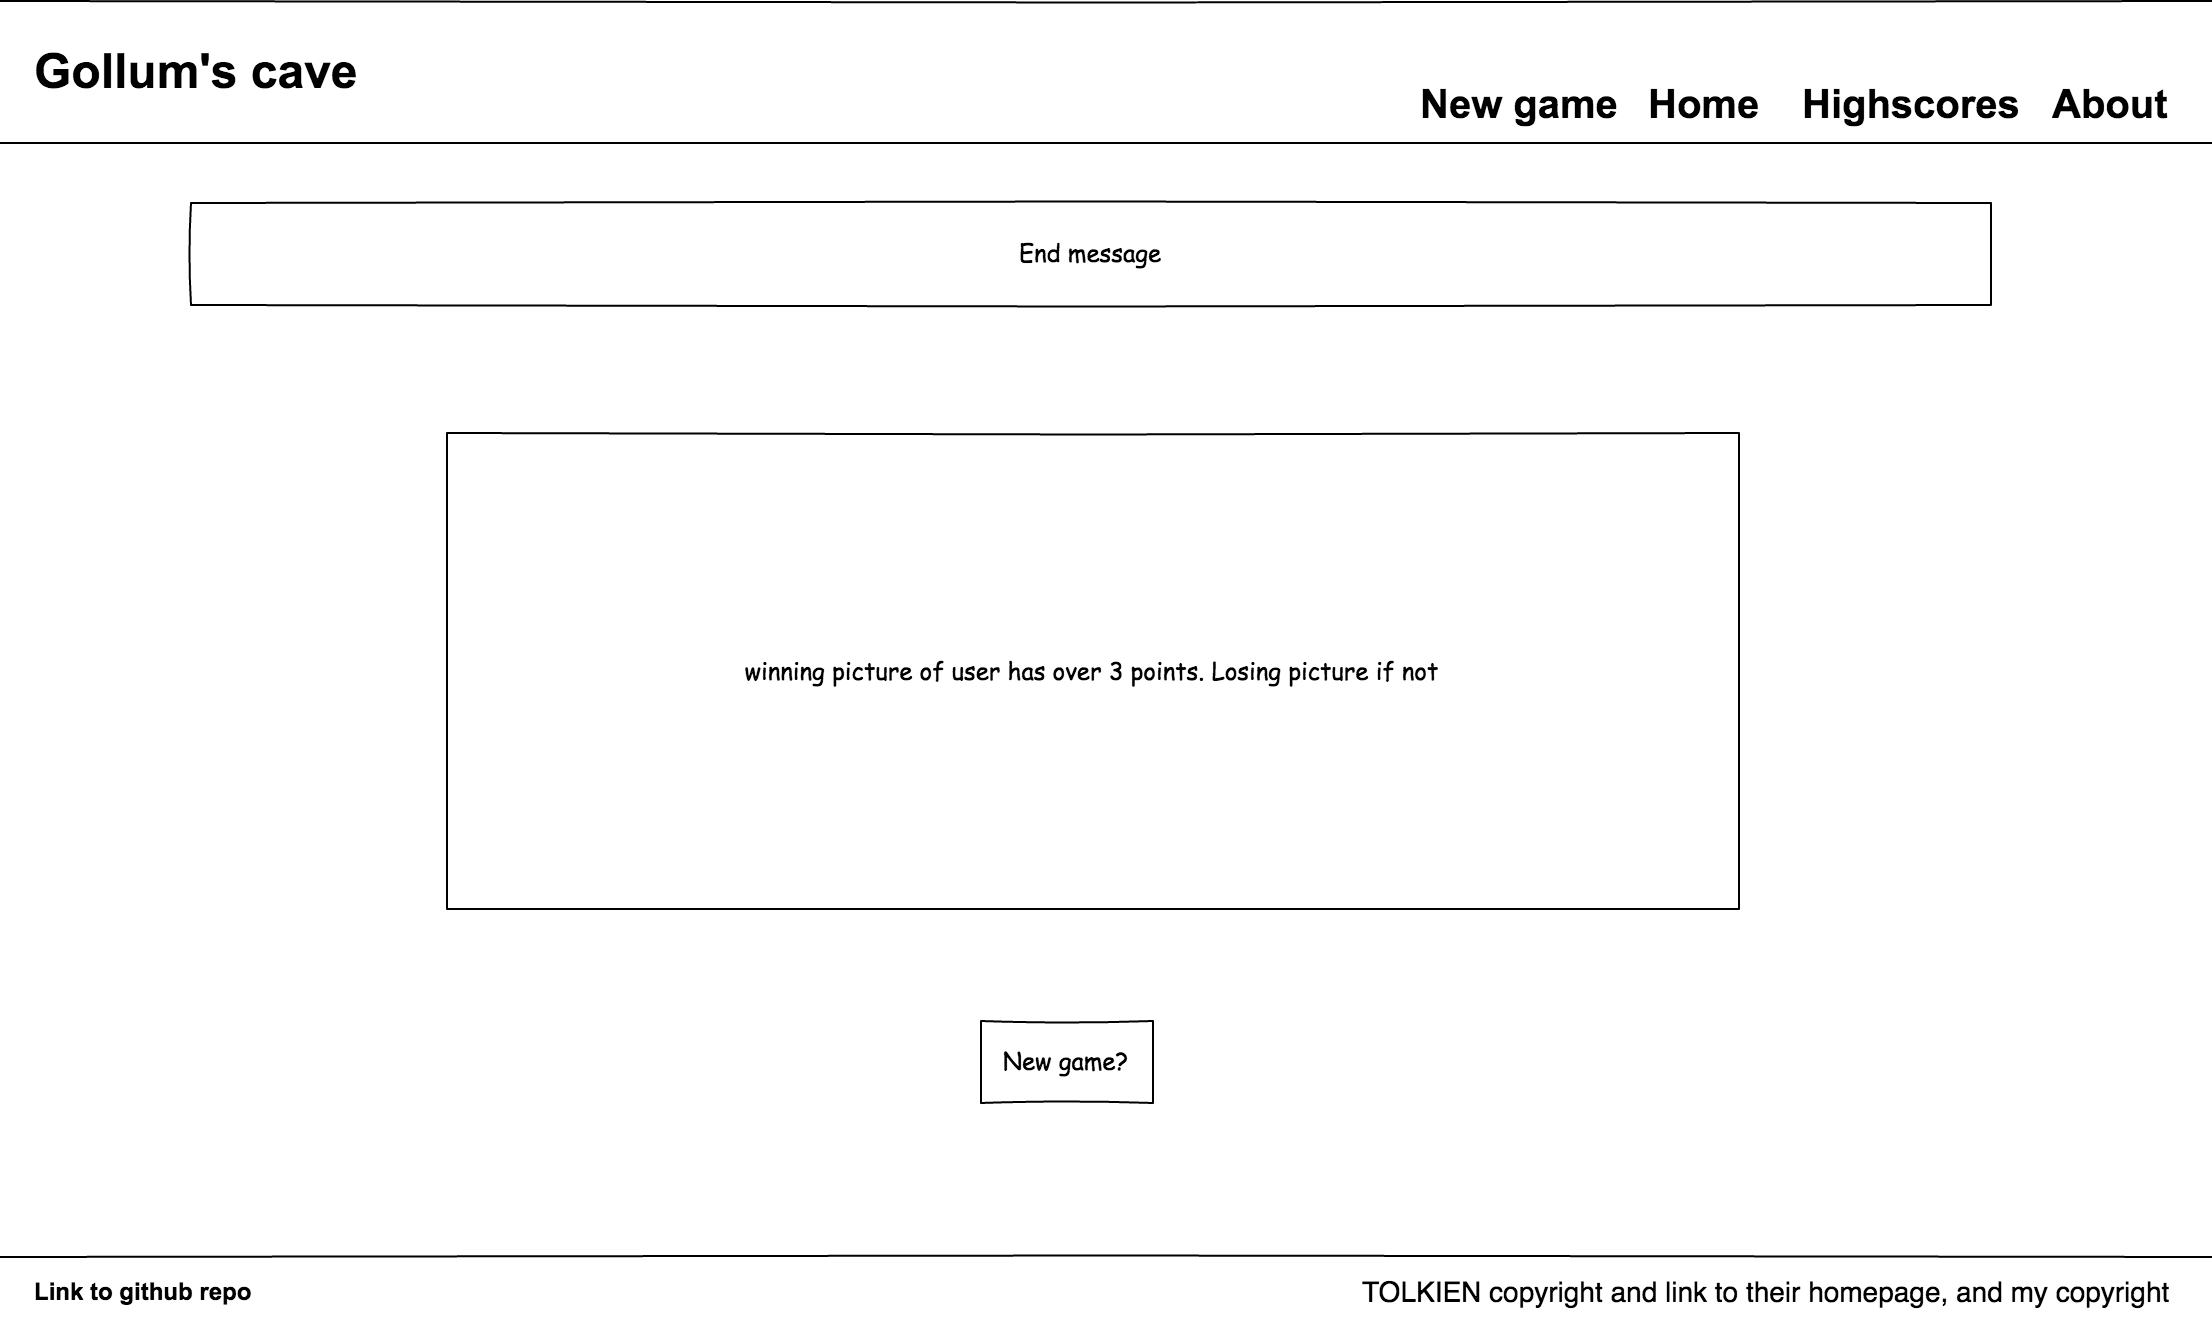 Gollum's cave
New game Home Highscores About
End message
winning picture of user has over 3 points. Losing picture if not
New game?
Link to github repo
TOLKIEN copyright and link to their homepage, and my copyright